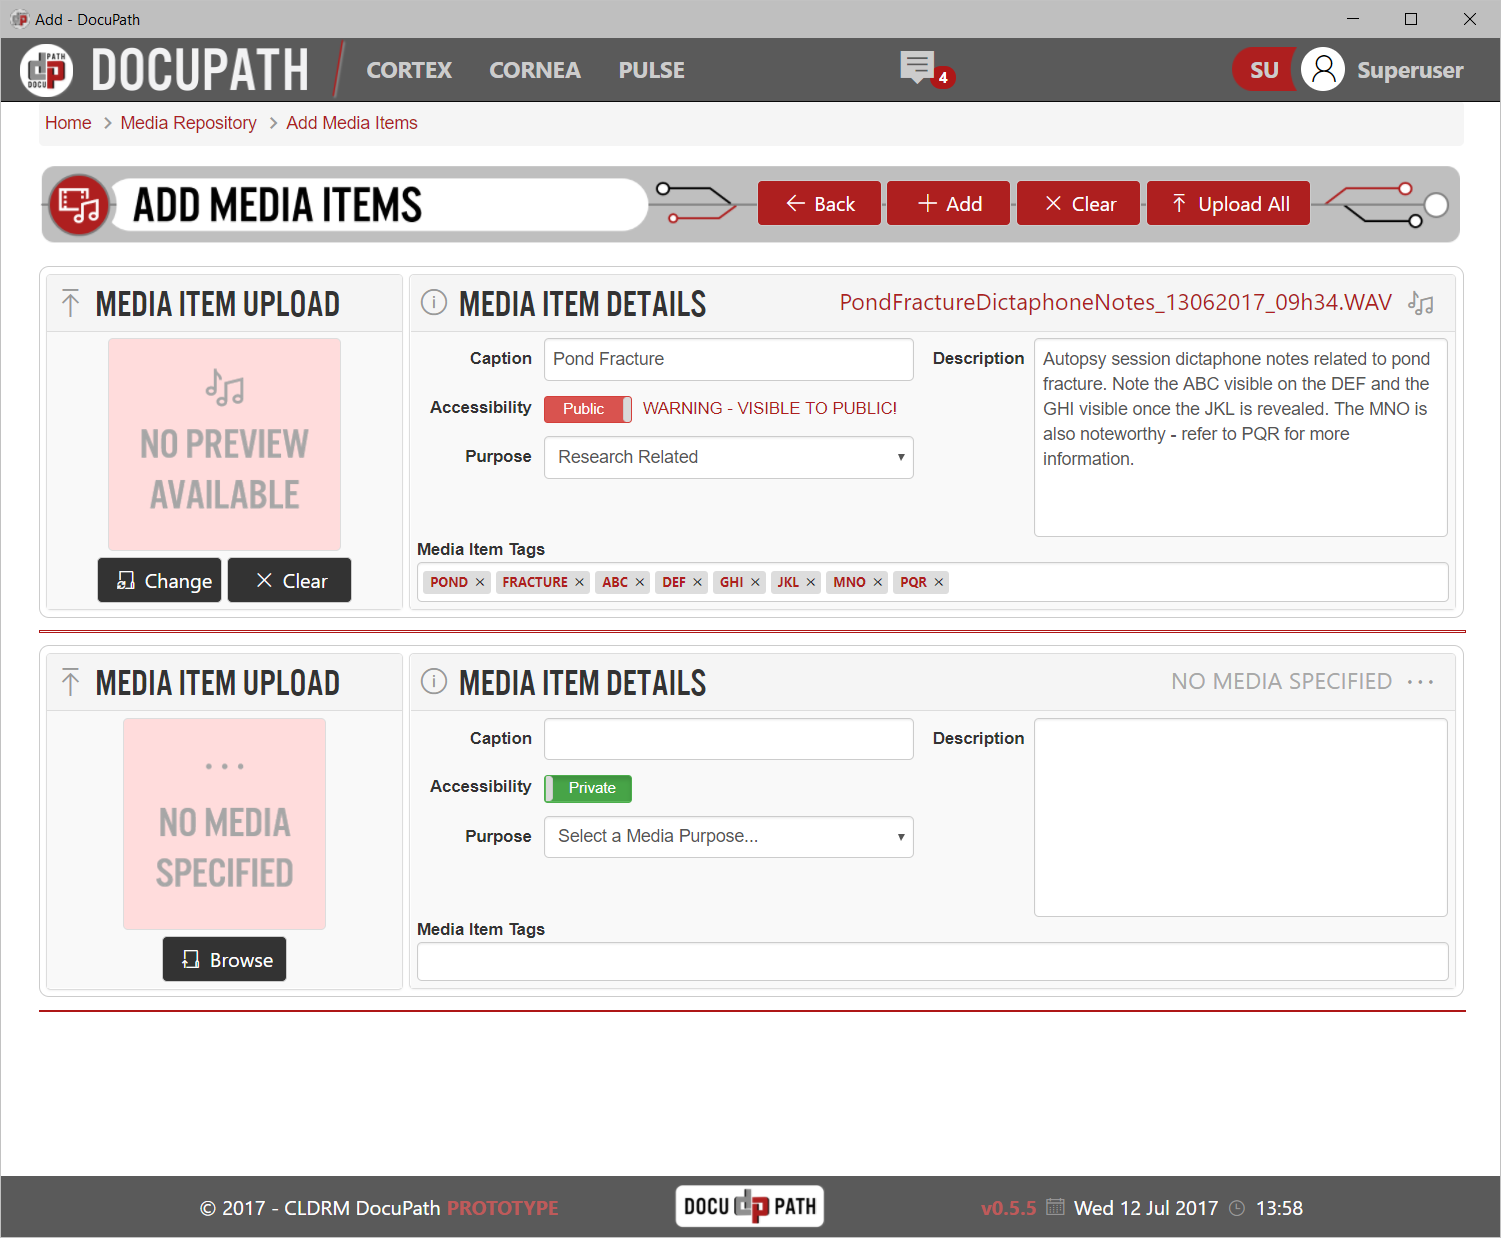 Add - DocuPath
DOCUPATH CORTEX CORNEA PULSE 4 SU Superuser
Home > Media Repository > Add Media Items
ADD MEDIA ITEMS Back Add Clear Upload All
MEDIA ITEM UPLOAD
NO PREVIEW
AVAILABLE
Change Clear
MEDIA ITEM DETAILS PondFractureDictaphoneNotes_13062017_09h34.WAV
Caption Pond Fracture
Accessibility Public WARNING - VISIBLE TO PUBLIC!
Purpose Research Related
Description
Autopsy session dictaphone notes related to pond
fracture. Note the ABC visible on the DEF and the
GHI visible once the JKL is revealed. The MNO is
also noteworthy - refer to PQR for more
information.
Media Item Tags
POND × FRACTURE × ABC × DEF × GHI × JKL × MNO × PQR ×
MEDIA ITEM UPLOAD
NO MEDIA
SPECIFIED
Browse
MEDIA ITEM DETAILS NO MEDIA SPECIFIED ...
Caption
Accessibility Private
Purpose Select a Media Purpose...
Description
Media Item Tags
© 2017 - CLDRM DocuPath PROTOTYPE DOCU dp PATH v0.5.5 Wed 12 Jul 2017 13:58